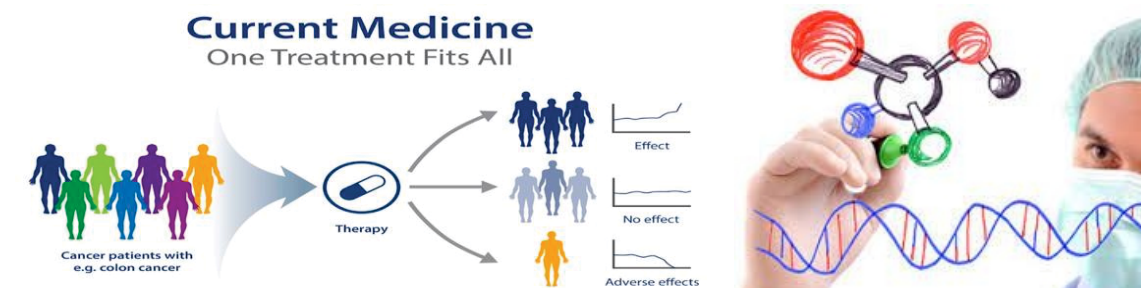 Current Medicine
One Treatment Fits All
Cancer patients with
e.g. colon cancer
Therapy
Effect
No effect
Adverse effects